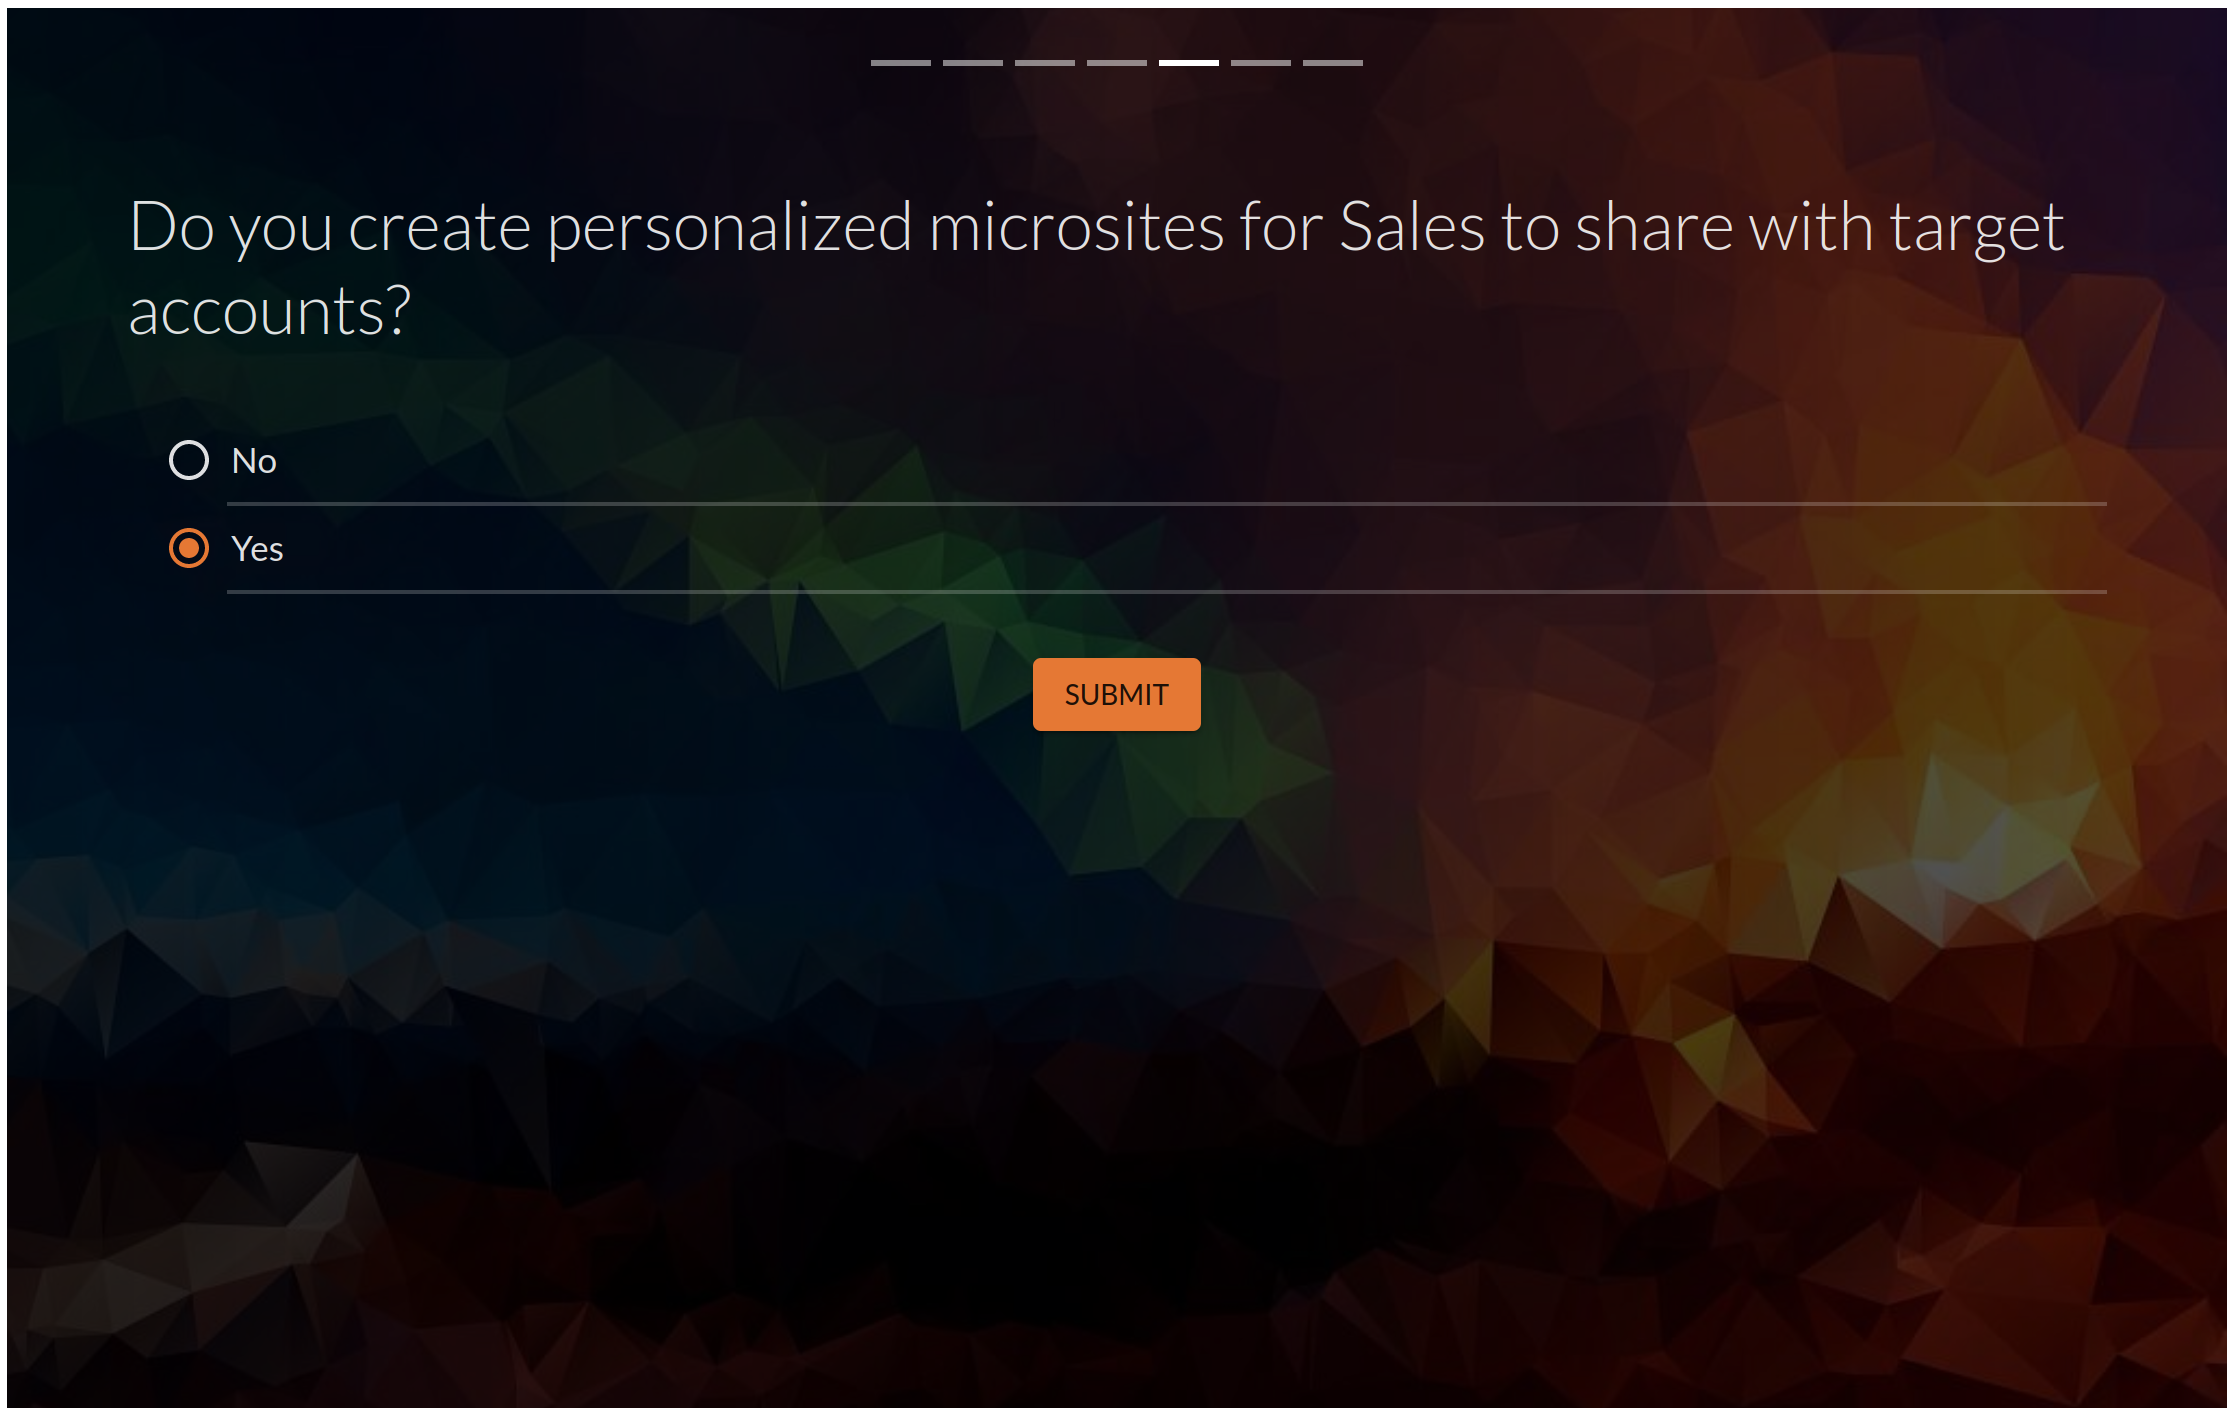 Do you create personalized microsites for Sales to share with target
accounts?
No
Yes
SUBMIT